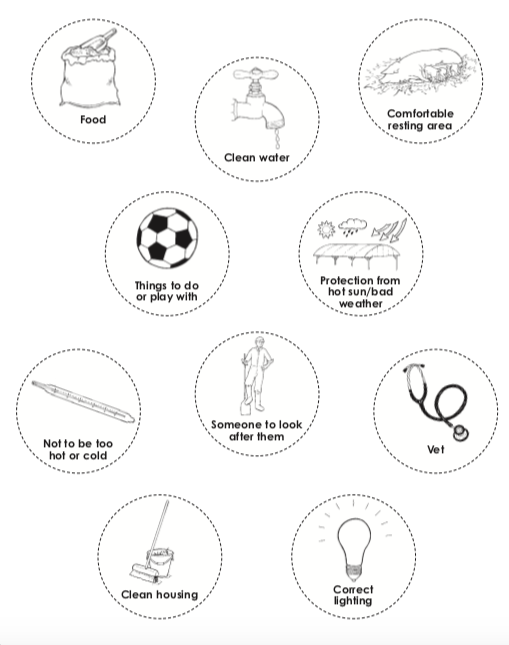 Food
Clean water
Comfortable
resting area
Things to do
or play with
Protection from
hot sun/bad
weather
Not to be too
hot or cold
Someone to look
after them
Vet
Clean housing
Correct
lighting